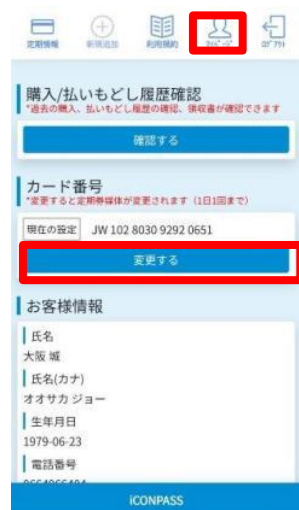 定期情報 新規追加 利用規約 マイページ ログアウト
購入/払いもどし履歴確認
*過去の購入、払いもどし履歴の確認、領収書が確認できます
確認する
カード番号
*変更すると定期券媒体が変更されます（1日1回まで）
現在の設定 JW 102 8030 9292 0651
変更する
お客様情報
氏名
大阪 城
氏名(カナ)
オオサカ ジョー
生年月日
1979-06-23
電話番号
iCONPASS